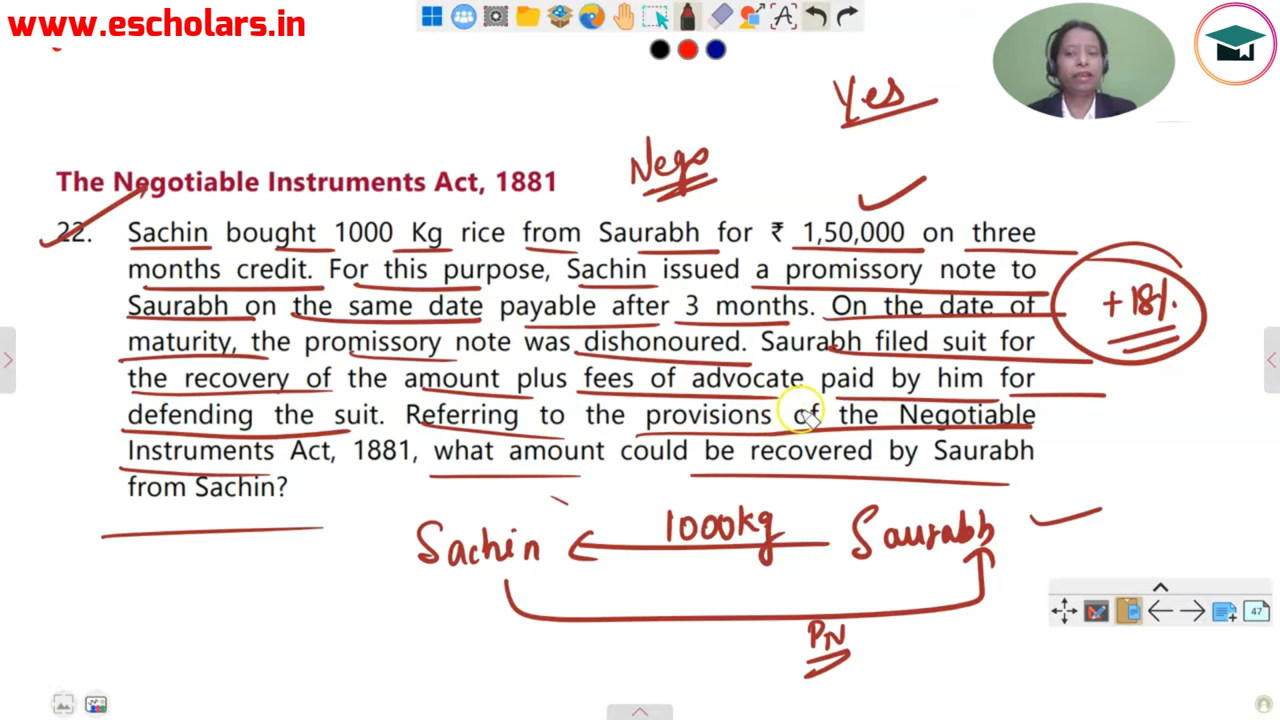 www.escholars.in
Yes
Nego
The Negotiable Instruments Act, 1881
22. Sachin bought 1000 Kg rice from Saurabh for ₹ 1,50,000 on three
months credit. For this purpose, Sachin issued a promissory note to
Saurabh on the same date payable after 3 months. On the date of
maturity, the promissory note was dishonoured. Saurabh filed suit for
the recovery of the amount plus fees of advocate paid by him for
defending the suit. Referring to the provisions of the Negotiable
Instruments Act, 1881, what amount could be recovered by Saurabh
from Sachin?
+18%
Sachin 1000kg Saurabh
PN
47